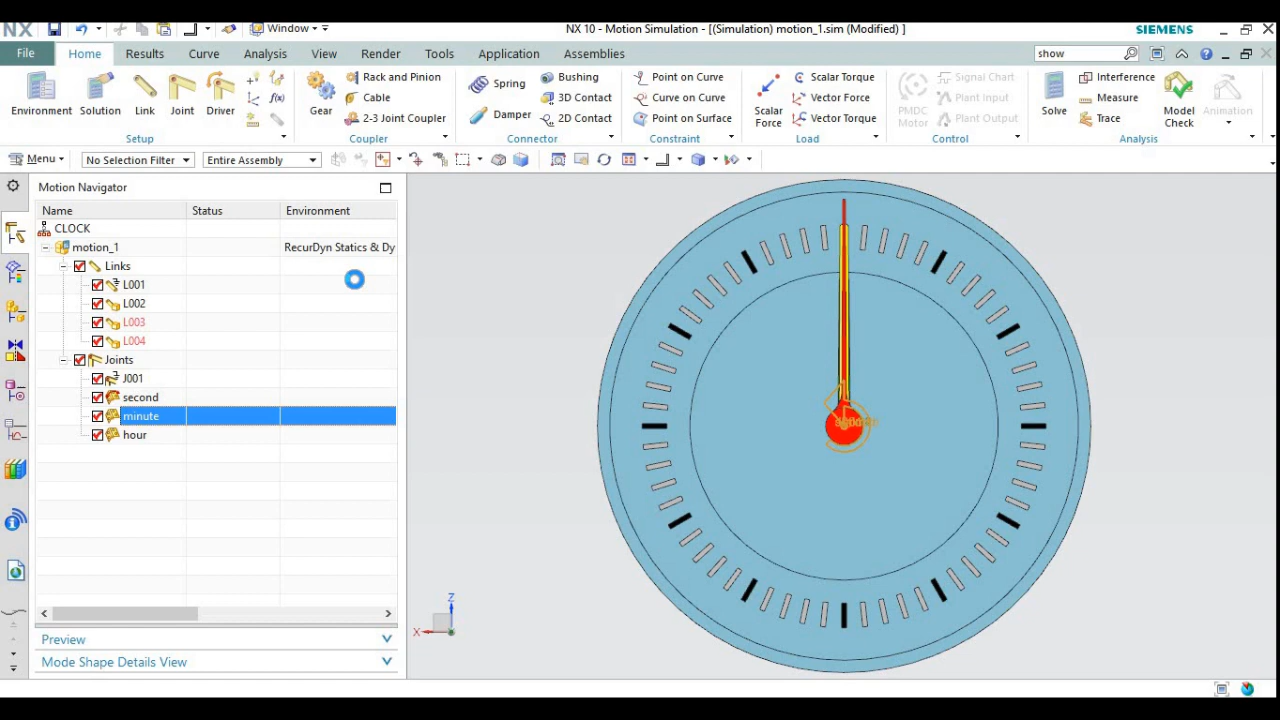 NX
Window
NX 10 - Motion Simulation - [(Simulation) motion_1.sim (Modified) ]
SIEMENS
File
Home
Results
Curve
Analysis
View
Render
Tools
Application
Assemblies
show
Environment
Solution
Link
Joint
Driver
f(x)
Setup
Gear
Rack and Pinion
Cable
2-3 Joint Coupler
Coupler
Spring
Damper
Bushing
3D Contact
2D Contact
Connector
Point on Curve
Curve on Curve
Point on Surface
Constraint
Scalar
Force
Scalar Torque
Vector Force
Vector Torque
Load
PMDC
Motor
Signal Chart
Plant Input
Plant Output
Control
Solve
Interference
Measure
Trace
Model
Check
Animation
Analysis
Menu
No Selection Filter
Entire Assembly
Motion Navigator
Name Status Environment
CLOCK
motion_1 RecurDyn Statics & Dy
Links
L001
L002
L003
L004
Joints
J001
second
minute
hour
Preview
Mode Shape Details View
Z
X